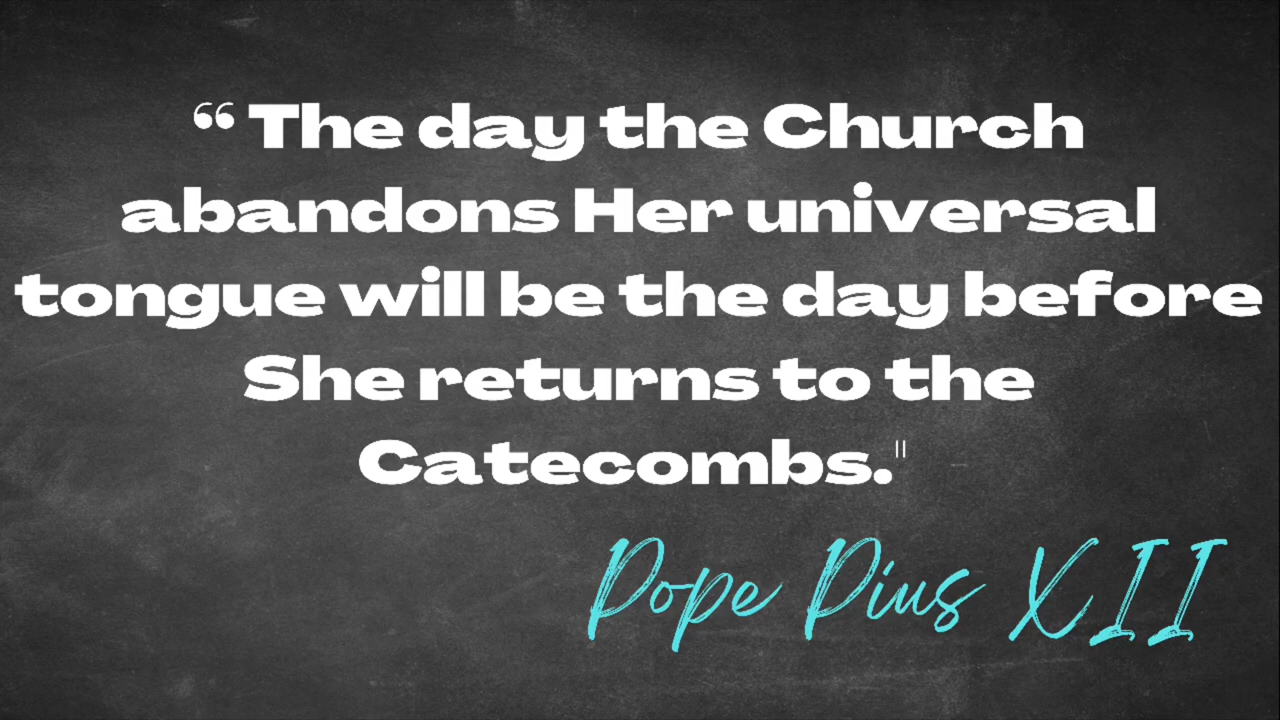 “ The day the Church
abandons Her universal
tongue will be the day before
She returns to the
Catecombs."
Pope Pius XII